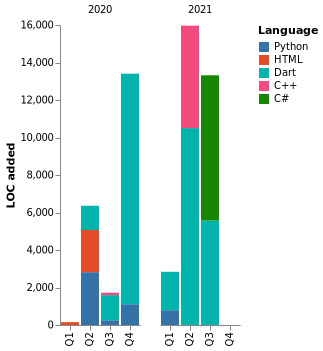 2020 2021
Language
Python
HTML
Dart
C++
C#
LOC added
16,000
14,000
12,000
10,000
8,000
6,000
4,000
2,000
0
Q1 Q2 Q3 Q4 Q1 Q2 Q3 Q4